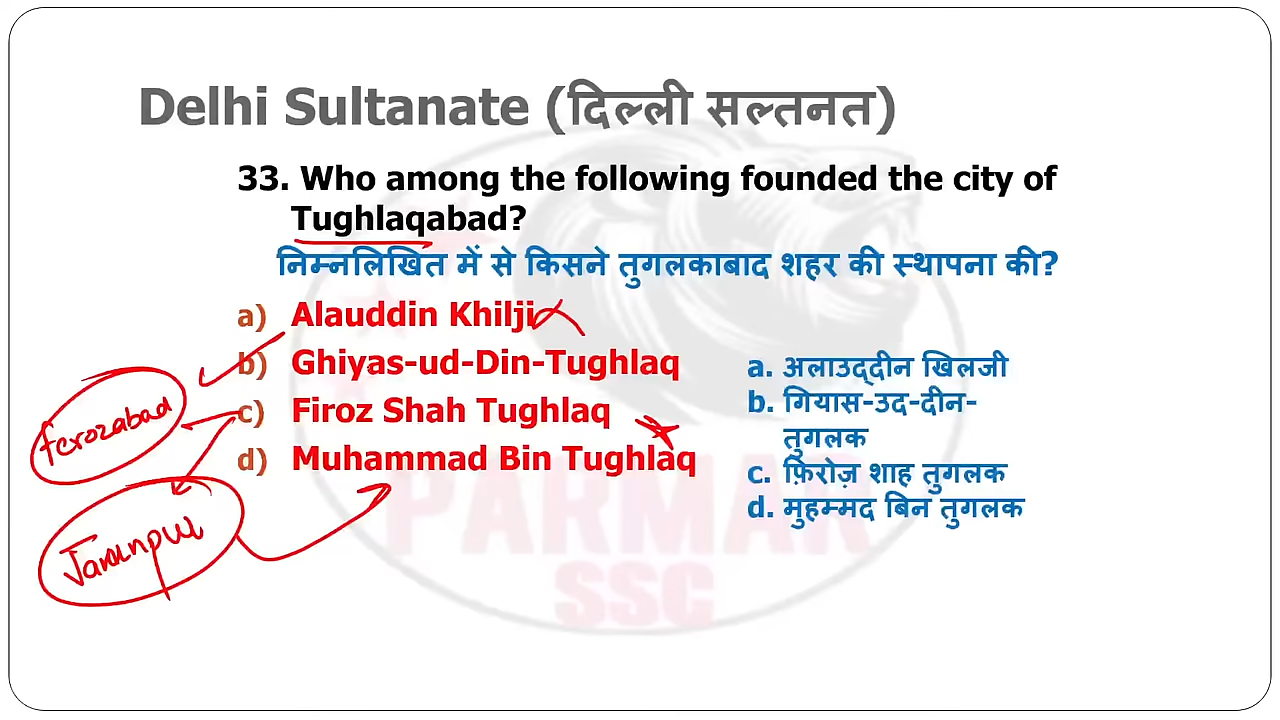 Delhi Sultanate (दिल्ली सल्तनत)
33. Who among the following founded the city of
Tughlaqabad?
निम्नलिखित में से किसने तुगलकाबाद शहर की स्थापना की?
a) Alauddin Khilji
b) Ghiyas-ud-Din-Tughlaq
c) Firoz Shah Tughlaq
d) Muhammad Bin Tughlaq
a. अलाउद्दीन खिलजी
b. गियास-उद-दीन-
तुगलक
c. फ़िरोज़ शाह तुगलक
d. मुहम्मद बिन तुगलक
ferozabad
PARMAR
SSC